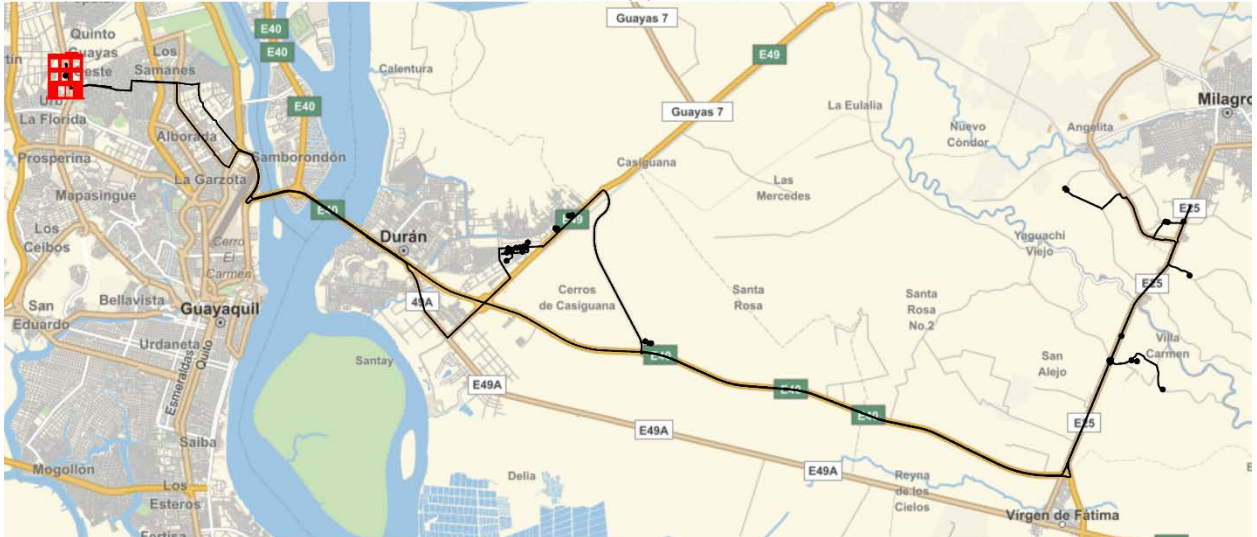 Quinto
Guayas
este
Los
Samanes
E40
E40
Guayas 7
E49
Calentura
E40
Guayas 7
La Eulalia
Milagro
Urb.
La Florida
Alborada
Nuevo
Cóndor
Angelita
Prosperina
Samborondón
Casiguana
La Garzota
Las
Mercedes
Mapasingue
E40
E49
E25
Los
Ceibos
Cerro
El
Carmen
Durán
Yaguachi
Viejo
San
Eduardo
Bellavista
Guayaquil
49A
Cerros
de Casiguana
Santa
Rosa
Santa
Rosa
No.2
E25
Urdaneta
Esmeraldas
Quito
Santay
E40
San
Alejo
Villa
Carmen
E49A
E40
E40
E25
Saiba
E49A
Mogollón
Los
Esteros
Delia
E49A
Reyna
de los
Cielos
Virgen de Fátima